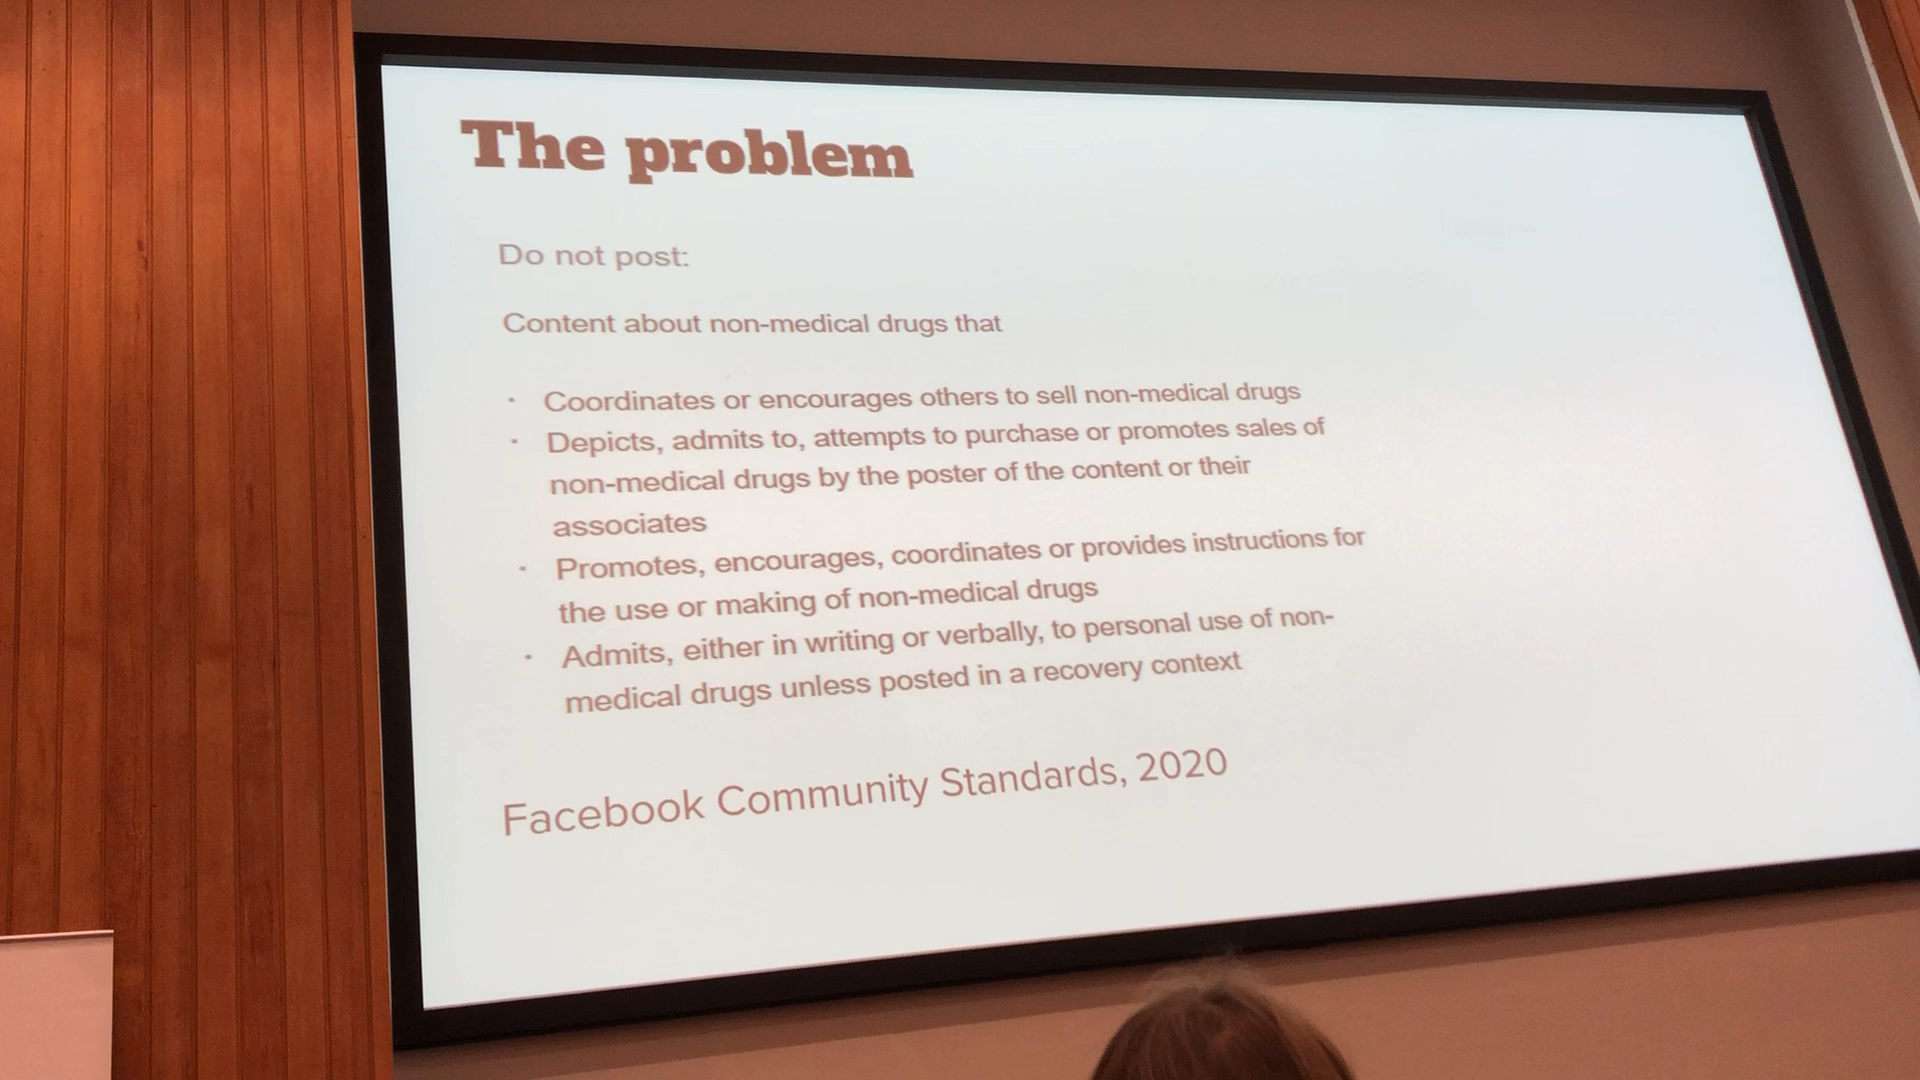 The problem
Do not post:
Content about non-medical drugs that
· Coordinates or encourages others to sell non-medical drugs
· Depicts, admits to, attempts to purchase or promotes sales of
non-medical drugs by the poster of the content or their
associates
· Promotes, encourages, coordinates or provides instructions for
the use or making of non-medical drugs
· Admits, either in writing or verbally, to personal use of non-
medical drugs unless posted in a recovery context
Facebook Community Standards, 2020